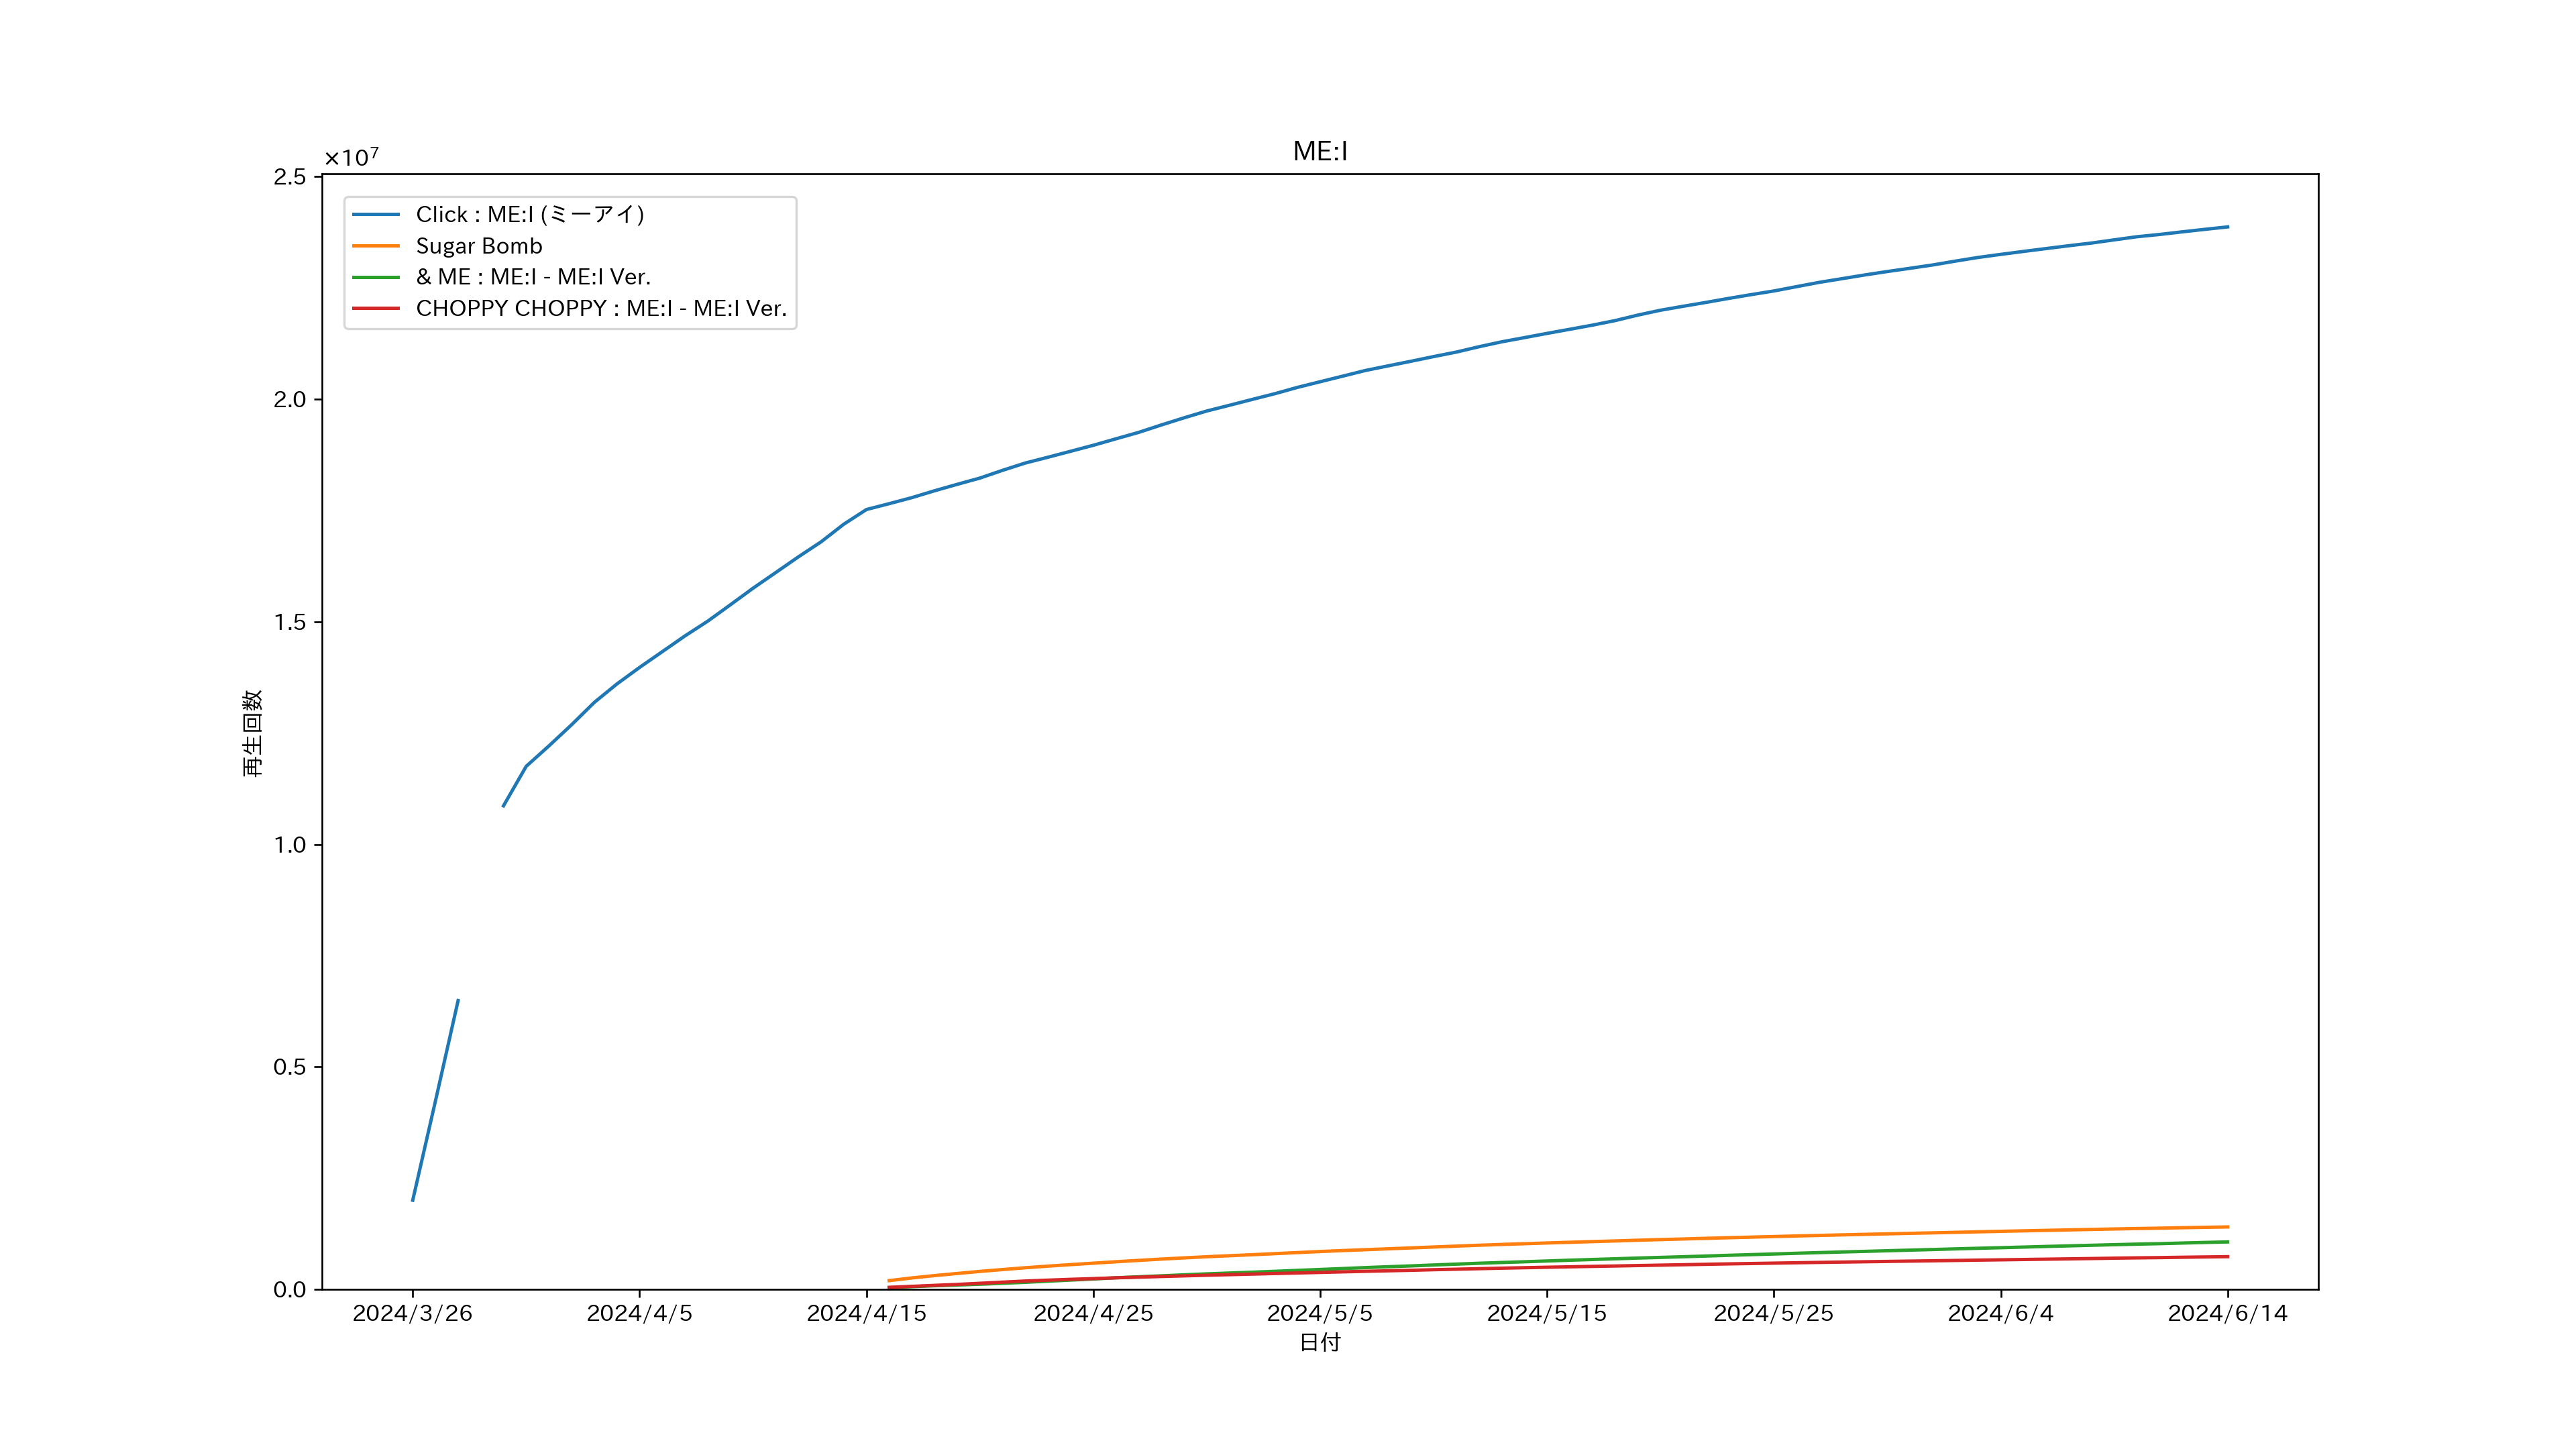 ME:I
×10⁷
2.5
2.0
1.5
1.0
0.5
0.0
再生回数
Click : ME:I (ミーアイ)
Sugar Bomb
& ME : ME:I - ME:I Ver.
CHOPPY CHOPPY : ME:I - ME:I Ver.
2024/3/26 2024/4/5 2024/4/15 2024/4/25 2024/5/5 2024/5/15 2024/5/25 2024/6/4 2024/6/14
日付